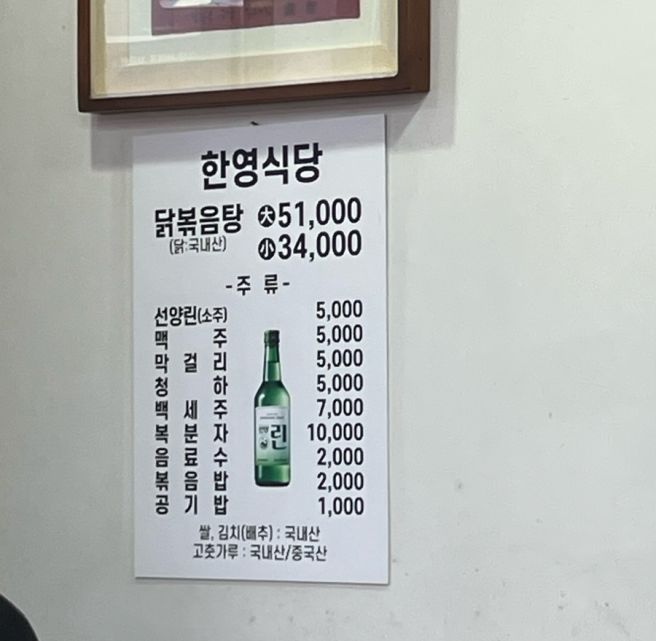 한영식당
닭볶음탕 大 51,000
(닭:국내산) 小 34,000
-주 류-
선양린(소주) 5,000
맥 주 5,000
막 걸 리 5,000
청 하 5,000
백 세 주 7,000
복 분 자 10,000
음 료 수 2,000
볶 음 밥 2,000
공 기 밥 1,000
린
쌀, 김치(배추) : 국내산
고춧가루 : 국내산/중국산